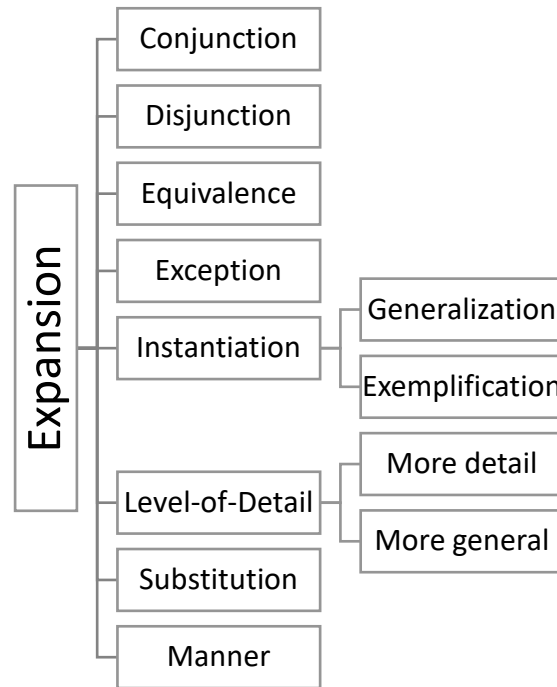 Expansion
Conjunction
Disjunction
Equivalence
Exception
Instantiation
Generalization
Exemplification
Level-of-Detail
More detail
More general
Substitution
Manner